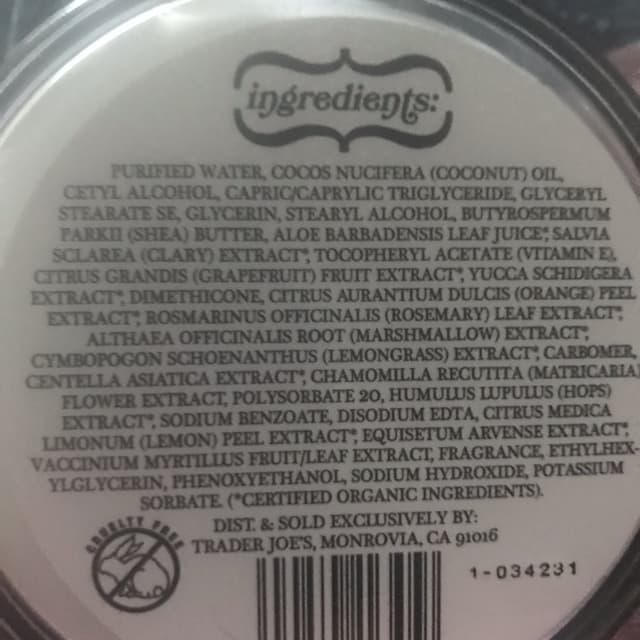 ingredients:
PURIFIED WATER, COCOS NUCIFERA (COCONUT) OIL,
CETYL ALCOHOL, CAPRIC/CAPRYLIC TRIGLYCERIDE, GLYCERYL
STEARATE SE, GLYCERIN, STEARYL ALCOHOL, BUTYROSPERMUM
PARKII (SHEA) BUTTER, ALOE BARBADENSIS LEAF JUICE*, SALVIA
SCLAREA (CLARY) EXTRACT*, TOCOPHERYL ACETATE (VITAMIN E),
CITRUS GRANDIS (GRAPEFRUIT) FRUIT EXTRACT*, YUCCA SCHIDIGERA
EXTRACT*, DIMETHICONE, CITRUS AURANTIUM DULCIS (ORANGE) PEEL
EXTRACT*, ROSMARINUS OFFICINALIS (ROSEMARY) LEAF EXTRACT*,
ALTHAEA OFFICINALIS ROOT (MARSHMALLOW) EXTRACT*,
CYMBOPOGON SCHOENANTHUS (LEMONGRASS) EXTRACT*, CARBOMER,
CENTELLA ASIATICA EXTRACT*, CHAMOMILLA RECUTITA (MATRICARIA)
FLOWER EXTRACT, POLYSORBATE 20, HUMULUS LUPULUS (HOPS)
EXTRACT*, SODIUM BENZOATE, DISODIUM EDTA, CITRUS MEDICA
LIMONUM (LEMON) PEEL EXTRACT*, EQUISETUM ARVENSE EXTRACT*,
VACCINIUM MYRTILLUS FRUIT/LEAF EXTRACT, FRAGRANCE, ETHYLHEX-
YLGLYCERIN, PHENOXYETHANOL, SODIUM HYDROXIDE, POTASSIUM
SORBATE. (*CERTIFIED ORGANIC INGREDIENTS).
DIST. & SOLD EXCLUSIVELY BY:
TRADER JOE'S, MONROVIA, CA 91016
CRUELTY FREE
1-034231